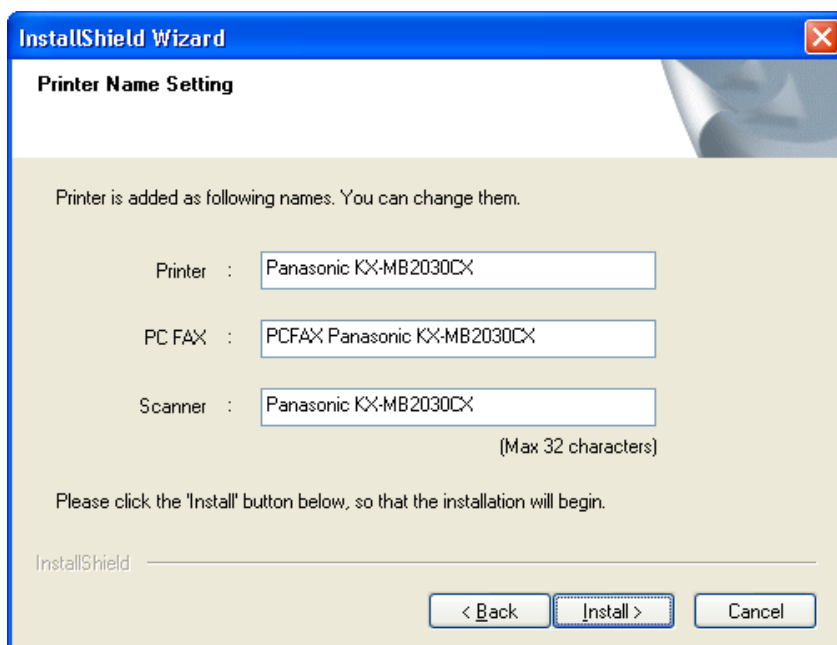 InstallShield Wizard
Printer Name Setting
Printer is added as following names. You can change them.
Printer : Panasonic KX-MB2030CX
PC FAX : PCFAX Panasonic KX-MB2030CX
Scanner : Panasonic KX-MB2030CX
(Max 32 characters)
Please click the 'Install' button below, so that the installation will begin.
InstallShield
< Back Install > Cancel